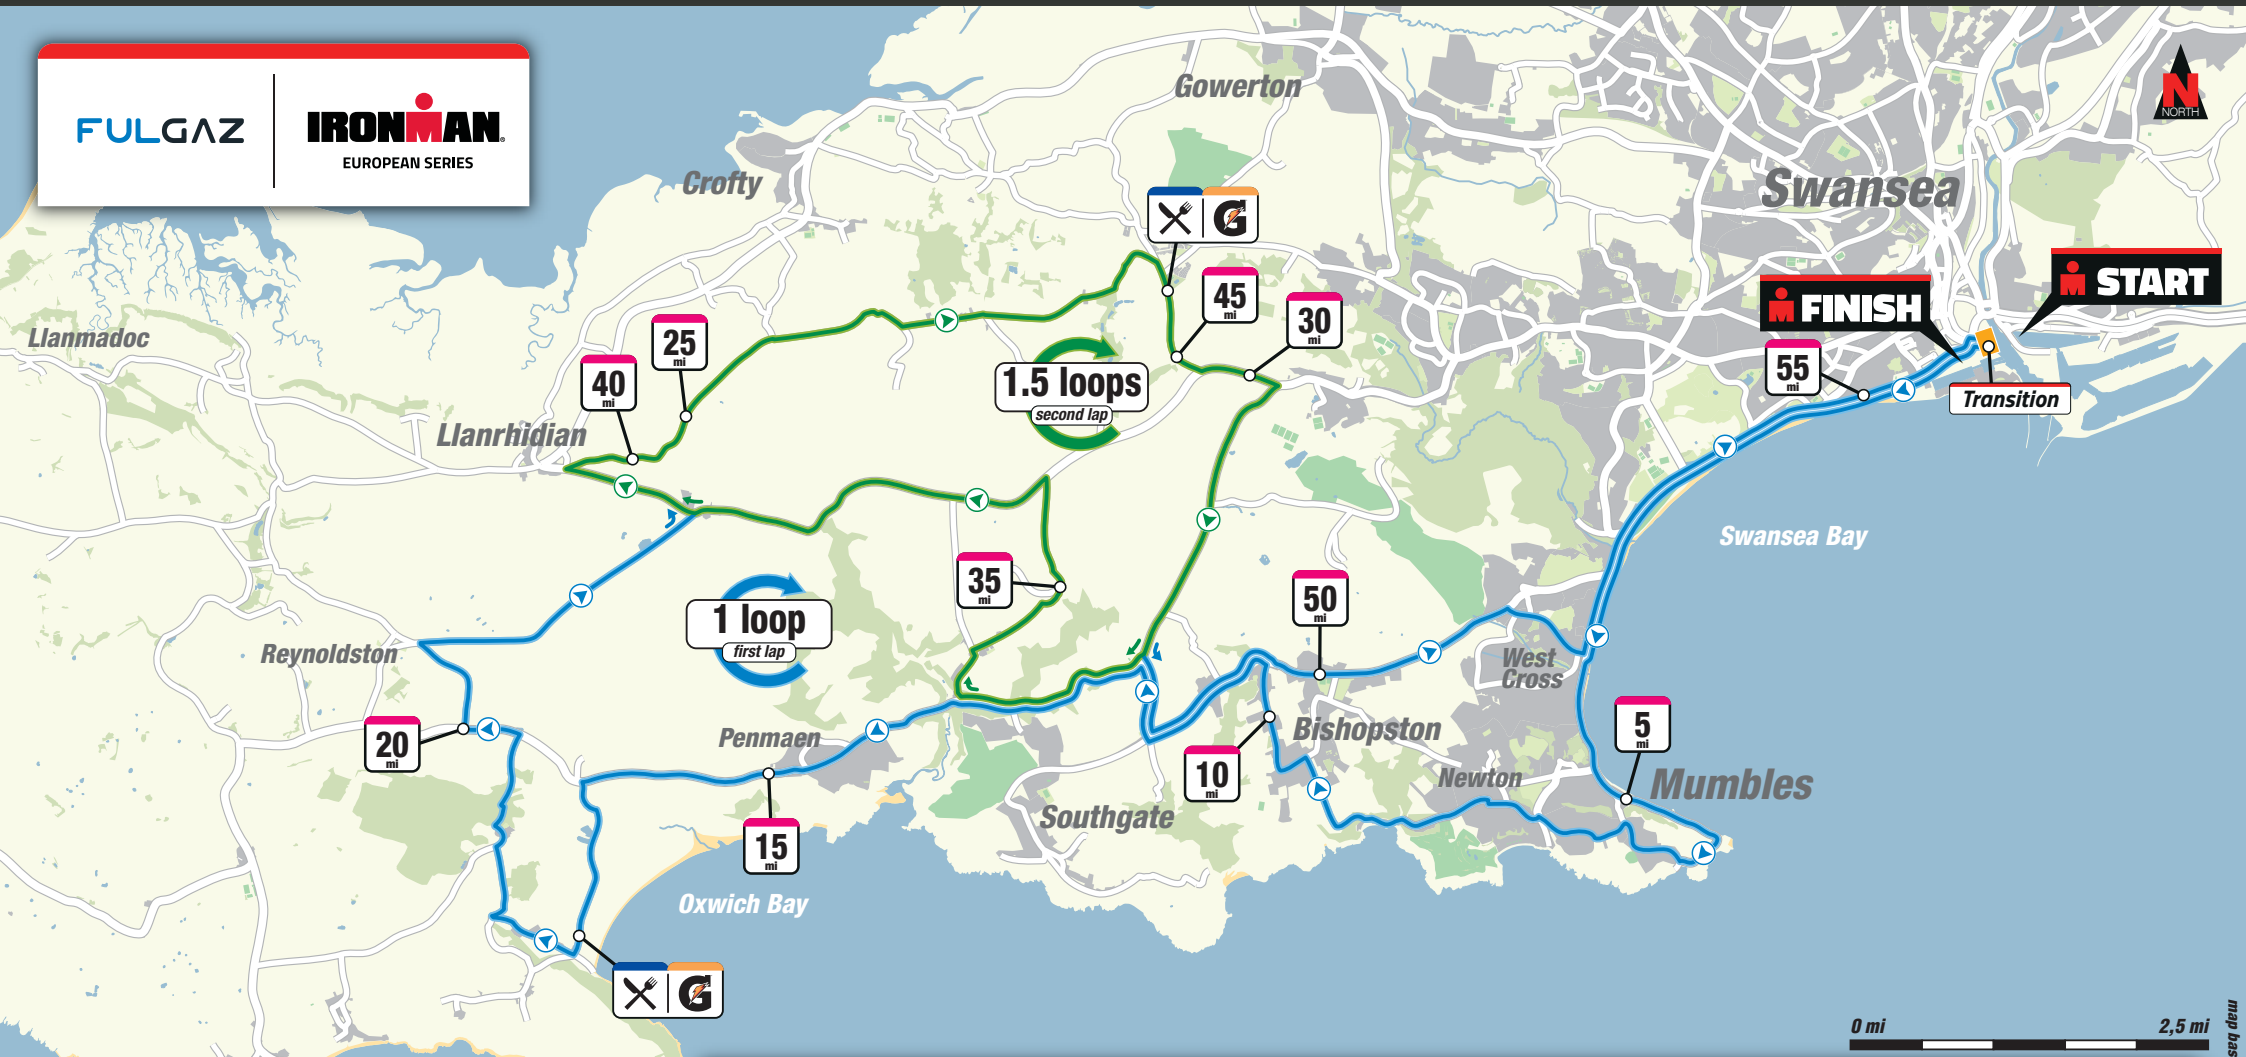 FULGAZ
IRONMAN
EUROPEAN SERIES
N
NORTH
Gowerton
Crofty
Swansea
START
FINISH
Transition
Llanmadoc
G
45
mi
30
mi
25
mi
40
mi
55
mi
1.5 loops
second lap
Llanrhidian
Swansea Bay
35
mi
50
mi
1 loop
first lap
Reynoldston
West
Cross
20
mi
Penmaen
5
mi
Bishopston
10
mi
Newton
Mumbles
Southgate
15
mi
Oxwich Bay
G
0 mi
2,5 mi
map bas